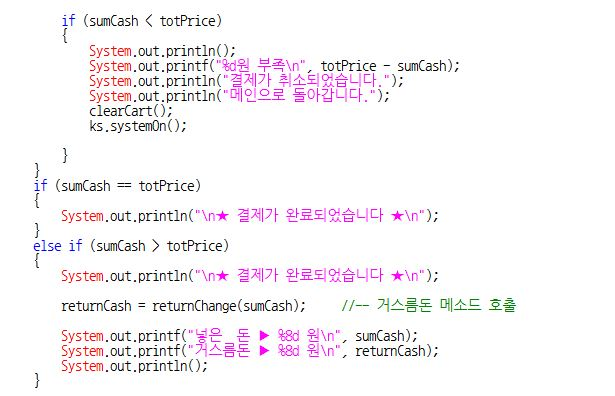 if (sumCash < totPrice)
{
System.out.println();
System.out.printf("%d원 부족\n", totPrice - sumCash);
System.out.println("결제가 취소되었습니다.");
System.out.println("메인으로 돌아갑니다.");
clearCart();
ks.systemOn();
}
}
if (sumCash == totPrice)
{
System.out.println("\n★ 결제가 완료되었습니다 ★\n");
}
else if (sumCash > totPrice)
{
System.out.println("\n★ 결제가 완료되었습니다 ★\n");
returnCash = returnChange(sumCash); //-- 거스름돈 메소드 호출
System.out.printf("넣은 돈 ▶ %8d 원\n", sumCash);
System.out.printf("거스름돈 ▶ %8d 원\n", returnCash);
System.out.println();
}